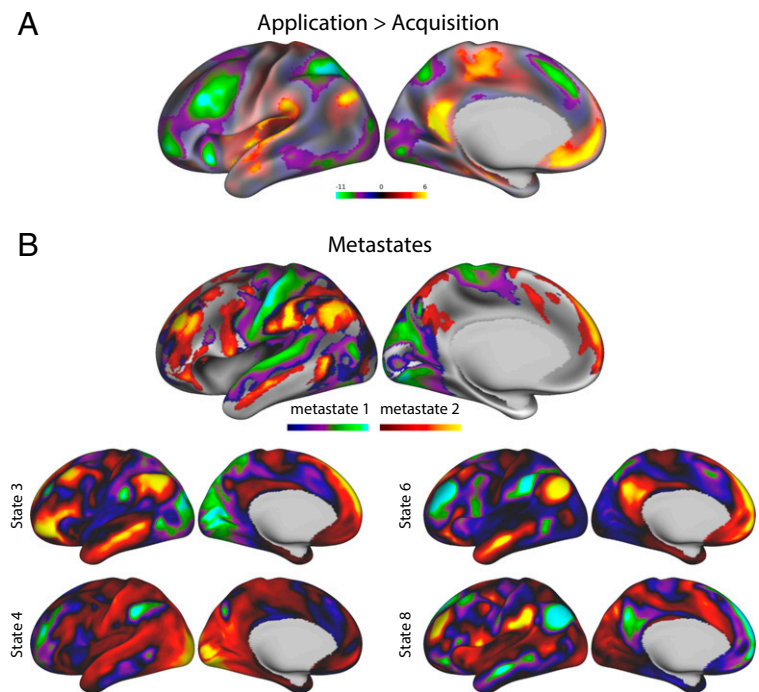 A
Application > Acquisition
-11 0 6
B
Metastates
metastate 1 metastate 2
State 3
State 6
State 4
State 8